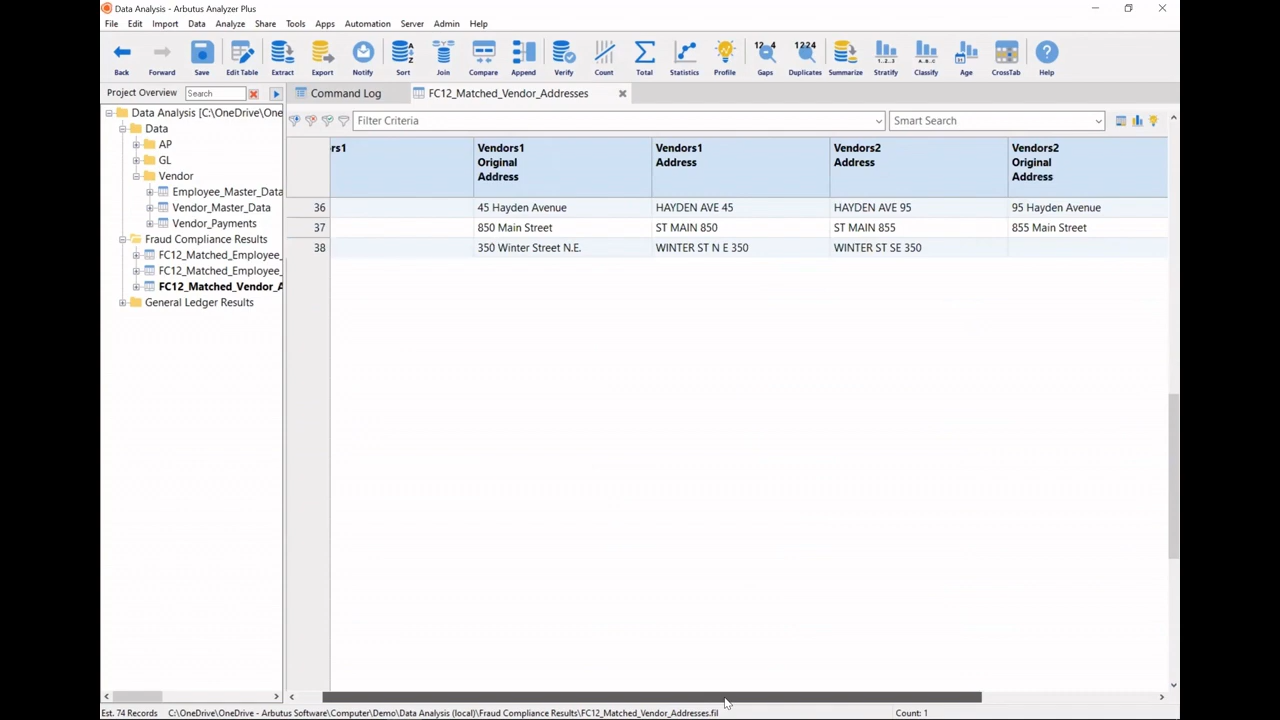 Data Analysis - Arbutus Analyzer Plus
File Edit Import Data Analyze Share Tools Apps Automation Server Admin Help
Back Forward Save Edit Table Extract Export Notify Sort Join Compare Append Verify Count Total Statistics Profile Gaps Duplicates Summarize Stratify Classify Age CrossTab Help
Project Overview Search
Command Log FC12_Matched_Vendor_Addresses
Data Analysis [C:\OneDrive\One
Data
AP
GL
Vendor
Employee_Master_Data
Vendor_Master_Data
Vendor_Payments
Fraud Compliance Results
FC12_Matched_Employee_
FC12_Matched_Employee_
FC12_Matched_Vendor_A
General Ledger Results
Filter Criteria Smart Search
rs1
Vendors1
Original
Address
Vendors1
Address
Vendors2
Address
Vendors2
Original
Address
36 45 Hayden Avenue HAYDEN AVE 45 HAYDEN AVE 95 95 Hayden Avenue
37 850 Main Street ST MAIN 850 ST MAIN 855 855 Main Street
38 350 Winter Street N.E. WINTER ST N E 350 WINTER ST SE 350
Est. 74 Records C:\OneDrive\OneDrive - Arbutus Software\Computer\Demo\Data Analysis (local)\Fraud Compliance Results\FC12_Matched_Vendor_Addresses.fil Count: 1